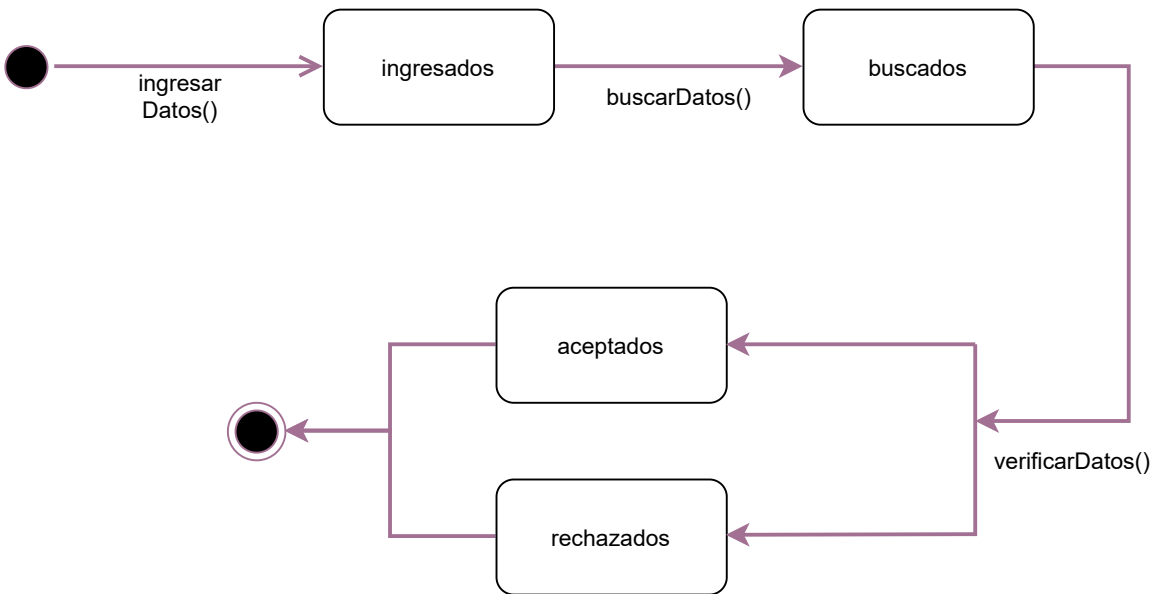 ingresados
buscados
ingresar
Datos()
buscarDatos()
aceptados
verificarDatos()
rechazados